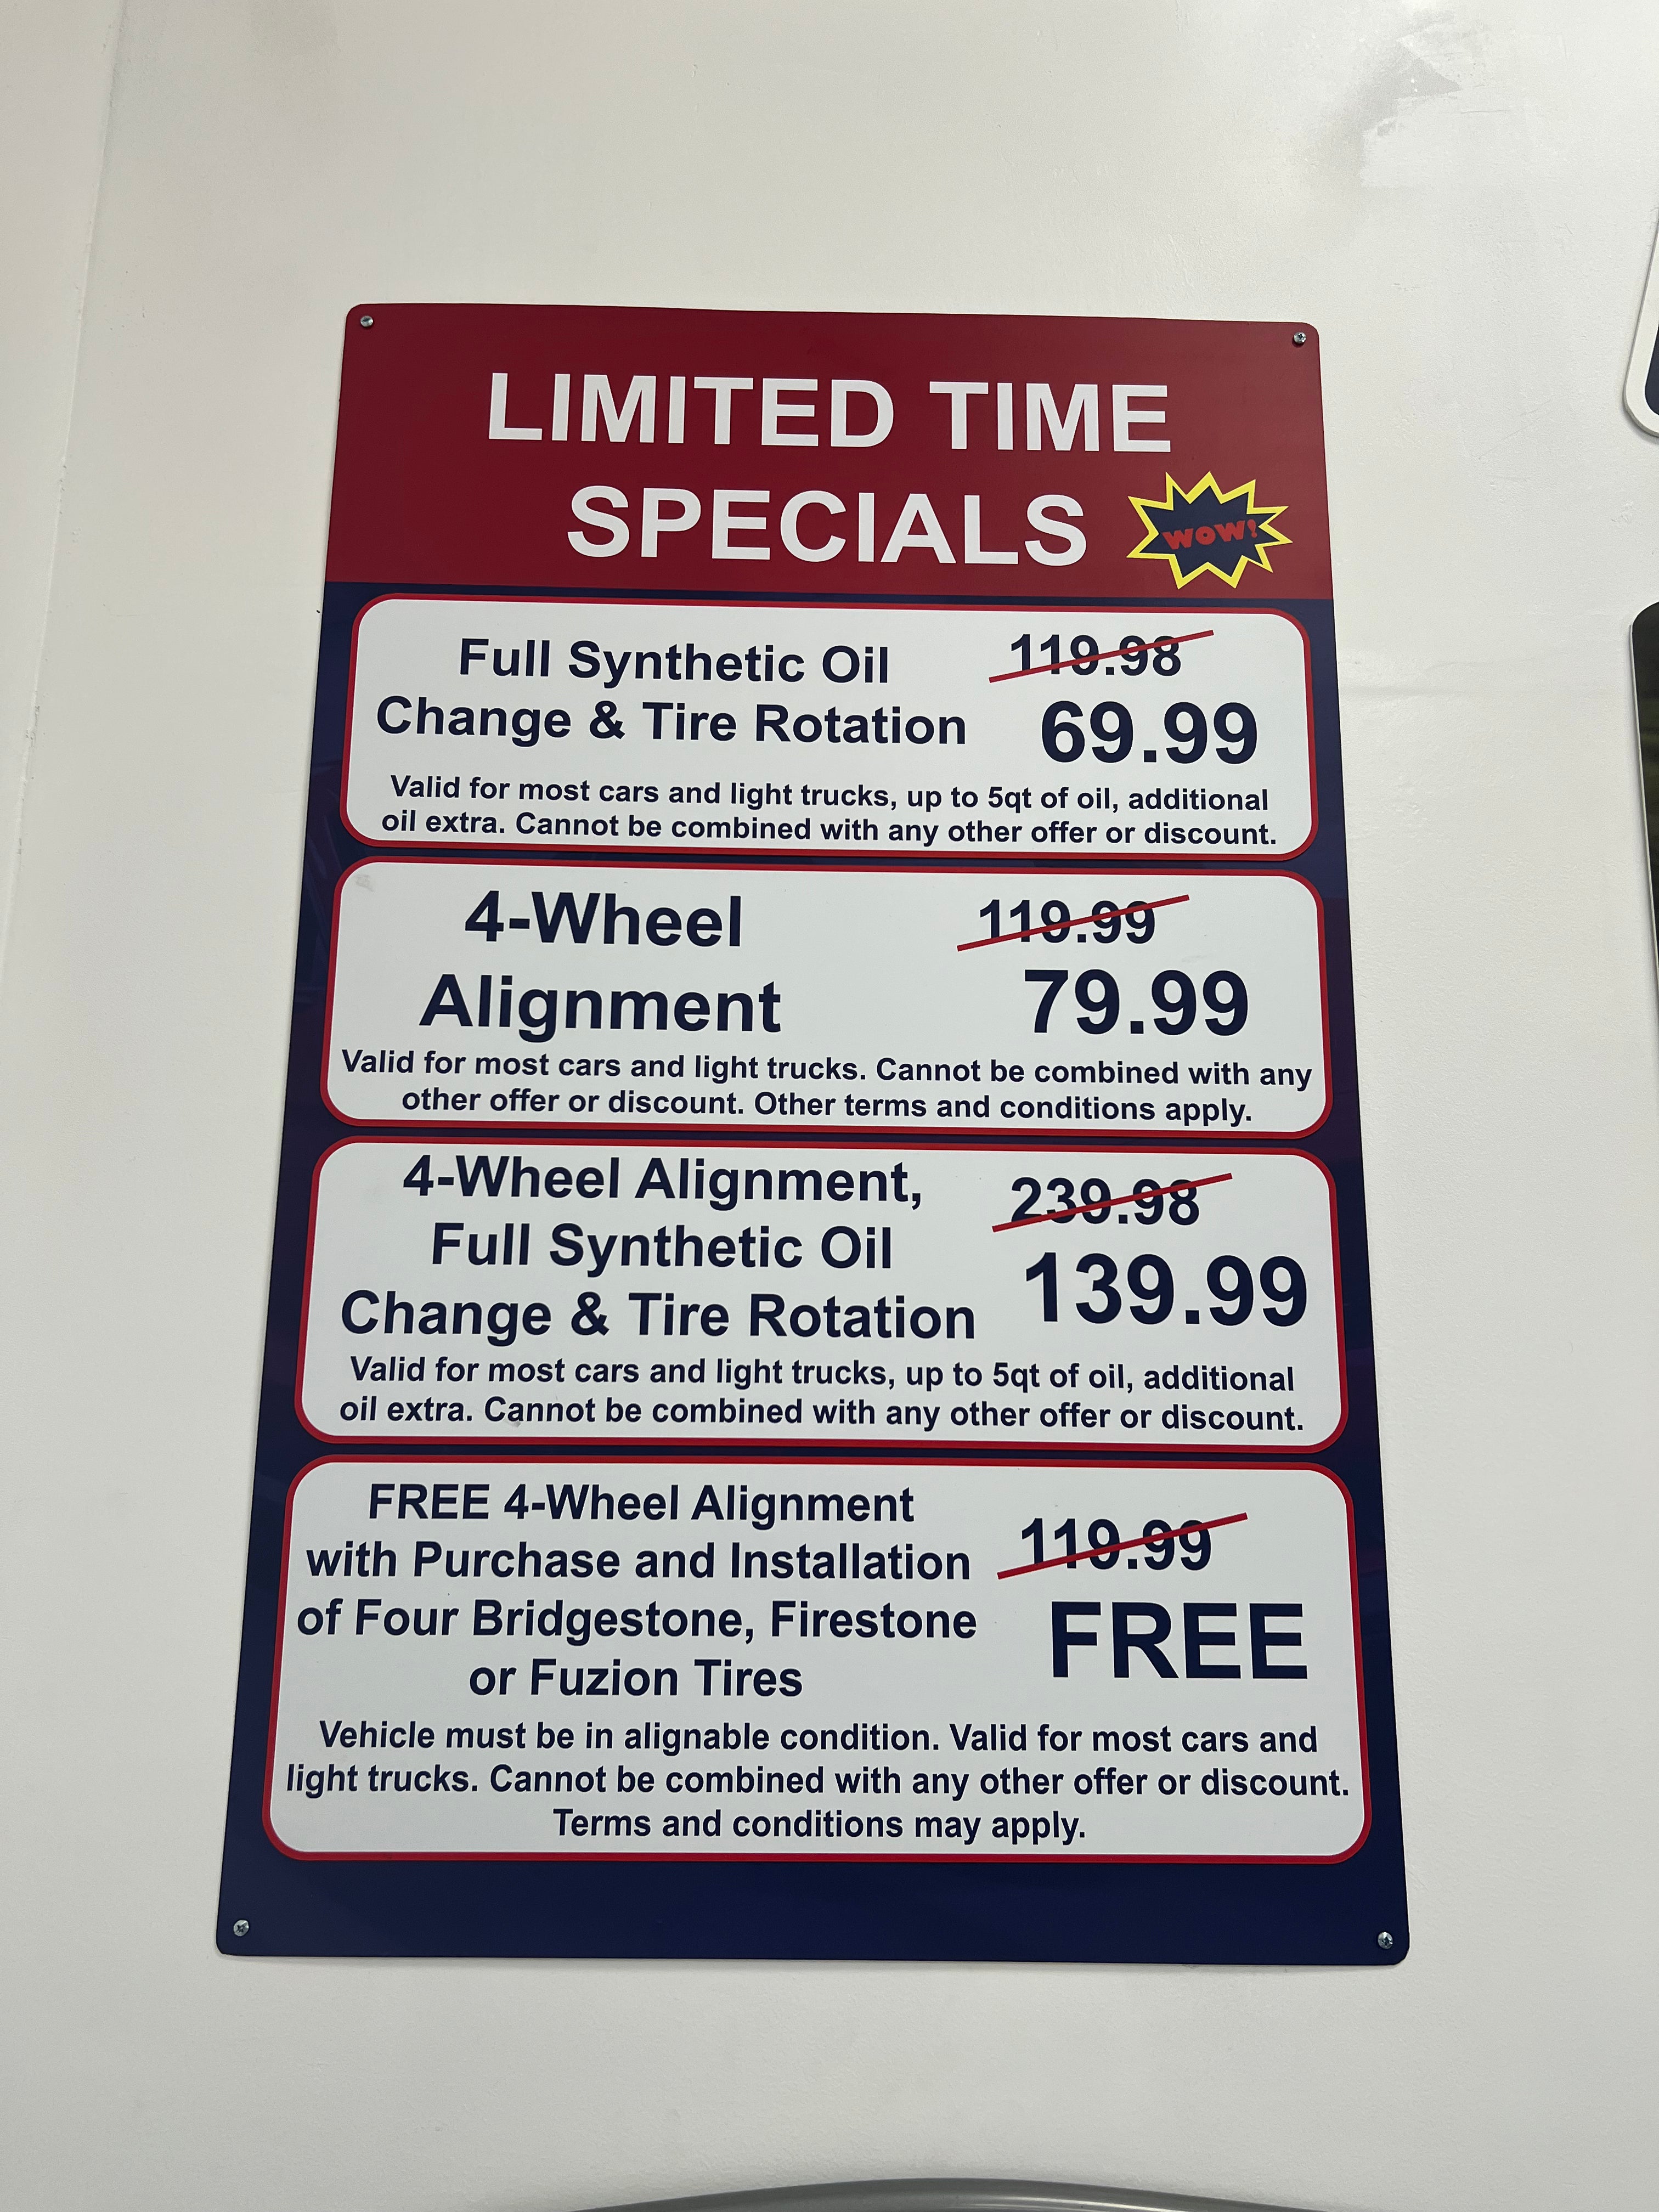 LIMITED TIME
SPECIALS
WOW!
Full Synthetic Oil
Change & Tire Rotation
119.98
69.99
Valid for most cars and light trucks, up to 5qt of oil, additional
oil extra. Cannot be combined with any other offer or discount.
4-Wheel
Alignment
119.99
79.99
Valid for most cars and light trucks. Cannot be combined with any
other offer or discount. Other terms and conditions apply.
4-Wheel Alignment,
Full Synthetic Oil
Change & Tire Rotation
239.98
139.99
Valid for most cars and light trucks, up to 5qt of oil, additional
oil extra. Cannot be combined with any other offer or discount.
FREE 4-Wheel Alignment
with Purchase and Installation
of Four Bridgestone, Firestone
or Fuzion Tires
119.99
FREE
Vehicle must be in alignable condition. Valid for most cars and
light trucks. Cannot be combined with any other offer or discount.
Terms and conditions may apply.